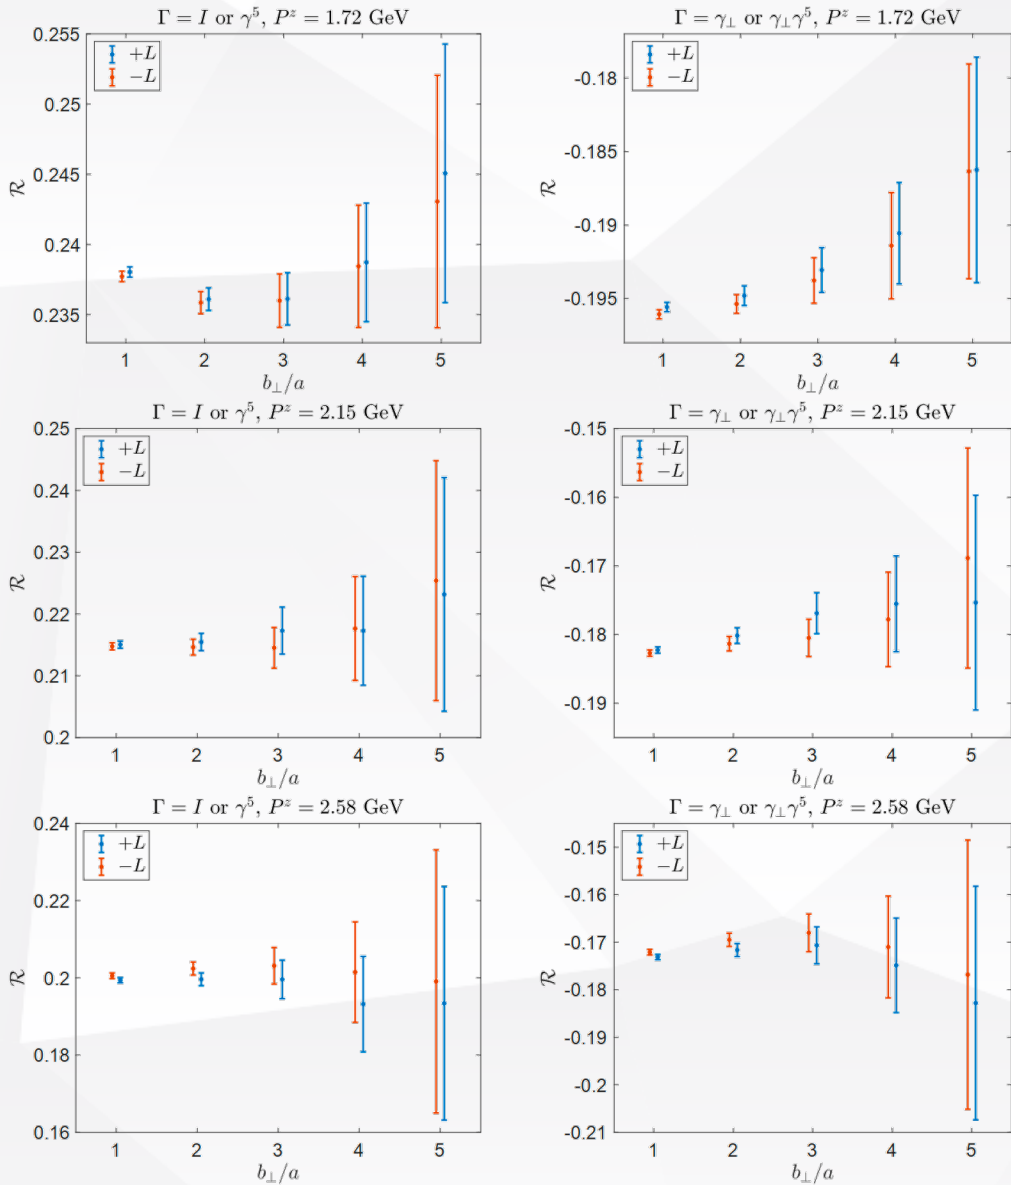 Γ = I or γ⁵, Pᶻ = 1.72 GeV
+L
−L
0.255
0.25
0.245
0.24
0.235
ℛ
1 2 3 4 5
b⊥/a
Γ = γ⊥ or γ⊥γ⁵, Pᶻ = 1.72 GeV
+L
−L
-0.18
-0.185
-0.19
-0.195
ℛ
1 2 3 4 5
b⊥/a
Γ = I or γ⁵, Pᶻ = 2.15 GeV
+L
−L
0.25
0.24
0.23
0.22
0.21
0.2
ℛ
1 2 3 4 5
b⊥/a
Γ = γ⊥ or γ⊥γ⁵, Pᶻ = 2.15 GeV
+L
−L
-0.15
-0.16
-0.17
-0.18
-0.19
ℛ
1 2 3 4 5
b⊥/a
Γ = I or γ⁵, Pᶻ = 2.58 GeV
+L
−L
0.24
0.22
0.2
0.18
0.16
ℛ
1 2 3 4 5
b⊥/a
Γ = γ⊥ or γ⊥γ⁵, Pᶻ = 2.58 GeV
+L
−L
-0.15
-0.16
-0.17
-0.18
-0.19
-0.2
-0.21
ℛ
1 2 3 4 5
b⊥/a